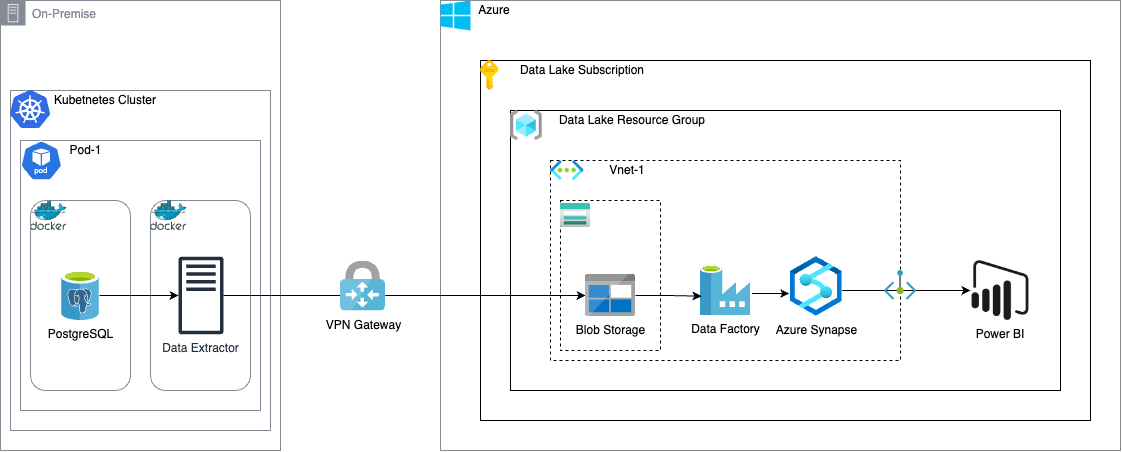 On-Premise
Azure
Data Lake Subscription
Kubetnetes Cluster
Data Lake Resource Group
Pod-1
pod
Vnet-1
docker
docker
PostgreSQL
Data Extractor
VPN Gateway
Blob Storage
Data Factory
Azure Synapse
Power BI